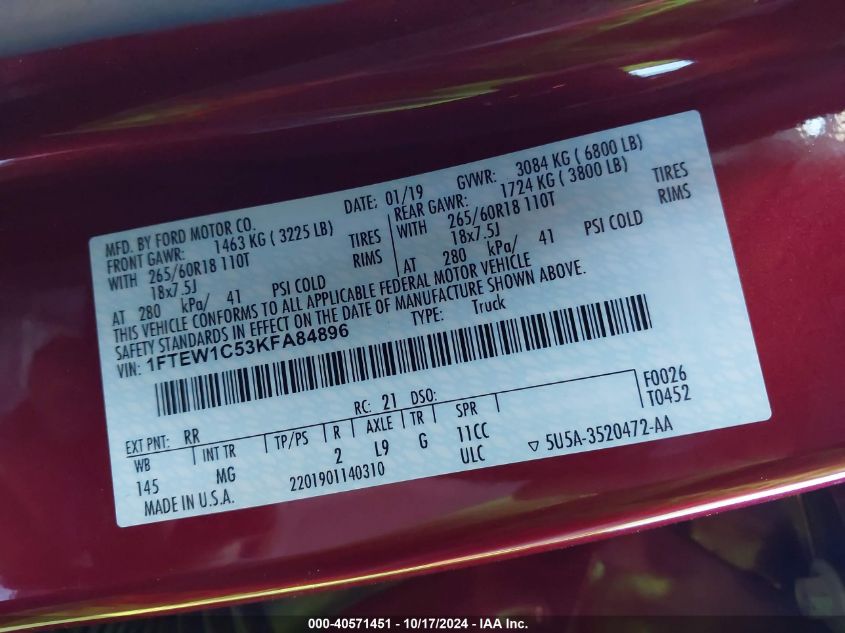 MFD. BY FORD MOTOR CO. DATE: 01/19 GVWR: 3084 KG ( 6800 LB)
FRONT GAWR: 1463 KG ( 3225 LB) REAR GAWR: 1724 KG ( 3800 LB)
WITH 265/60R18 110T TIRES WITH 265/60R18 110T TIRES
18x7.5J RIMS 18x7.5J RIMS
AT 280 kPa/ 41 PSI COLD AT 280 kPa/ 41 PSI COLD
THIS VEHICLE CONFORMS TO ALL APPLICABLE FEDERAL MOTOR VEHICLE
SAFETY STANDARDS IN EFFECT ON THE DATE OF MANUFACTURE SHOWN ABOVE.
VIN: 1FTEW1C53KFA84896 TYPE: Truck
F0026
EXT PNT: RR RC: 21 DSO: T0452
WB INT TR TP/PS R AXLE TR SPR
145 MG 2 L9 G 11CC
ULC ▽ 5U5A-3520472-AA
MADE IN U.S.A. 2201901140310
000-40571451 - 10/17/2024 - IAA Inc.